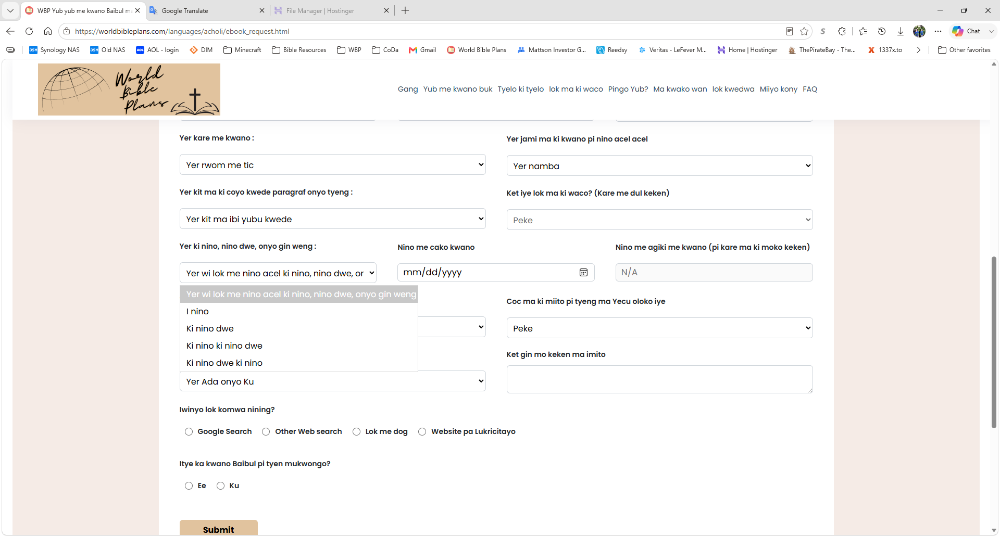 WBP Yub yub me kwano Baibul ma
Google Translate
File Manager | Hostinger
https://worldbibleplans.com/languages/acholi/ebook_request.html
Chat
Synology NAS
Old NAS
AOL - login
DIM
Minecraft
Bible Resources
WBP
CoDa
Gmail
World Bible Plans
Mattson Investor G...
Reedsy
Veritas - LeFever M...
Home | Hostinger
ThePirateBay - The...
1337x.to
Other favorites
World
Bible
Plans
Gang Yub me kwano buk Tyelo ki tyelo lok ma ki waco Pingo Yub? Ma kwako wan lok kwedwa Miiyo kony FAQ
Yer kare me kwano :
Yer jami ma ki kwano pi nino acel acel
Yer rwom me tic
Yer namba
Yer kit ma ki coyo kwede paragraf onyo tyeng :
Ket iye lok ma ki waco? (Kare me dul keken)
Yer kit ma ibi yubu kwede
Peke
Yer ki nino, nino dwe, onyo gin weng :
Nino me cako kwano
Nino me agiki me kwano (pi kare ma ki moko keken)
Yer wi lok me nino acel ki nino, nino dwe, or
mm/dd/yyyy
N/A
Yer wi lok me nino acel ki nino, nino dwe, onyo gin weng
I nino
Ki nino dwe
Ki nino ki nino dwe
Ki nino dwe ki nino
Coc ma ki miito pi tyeng ma Yecu oloko iye
Peke
Ket gin mo keken ma imito
Yer Ada onyo Ku
Iwinyo lok komwa nining?
Google Search Other Web search Lok me dog Website pa Lukricitayo
Itye ka kwano Baibul pi tyen mukwongo?
Ee Ku
Submit